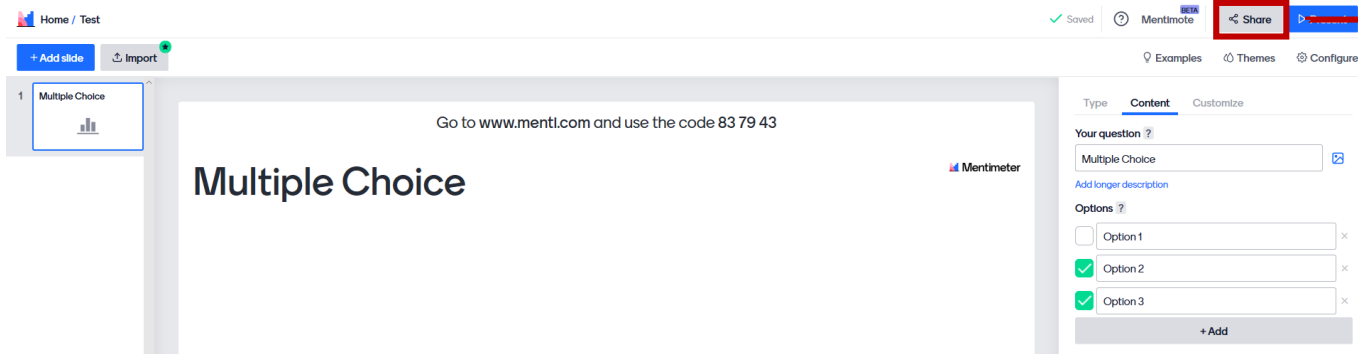 Home / Test
Saved
?
Mentimote
BETA
Share
Present
+ Add slide
Import
Examples
Themes
Configure
1
Multiple Choice
Go to www.menti.com and use the code 83 79 43
Multiple Choice
Mentimeter
Type Content Customize
Your question ?
Multiple Choice
Add longer description
Options ?
Option 1
Option 2
Option 3
+ Add